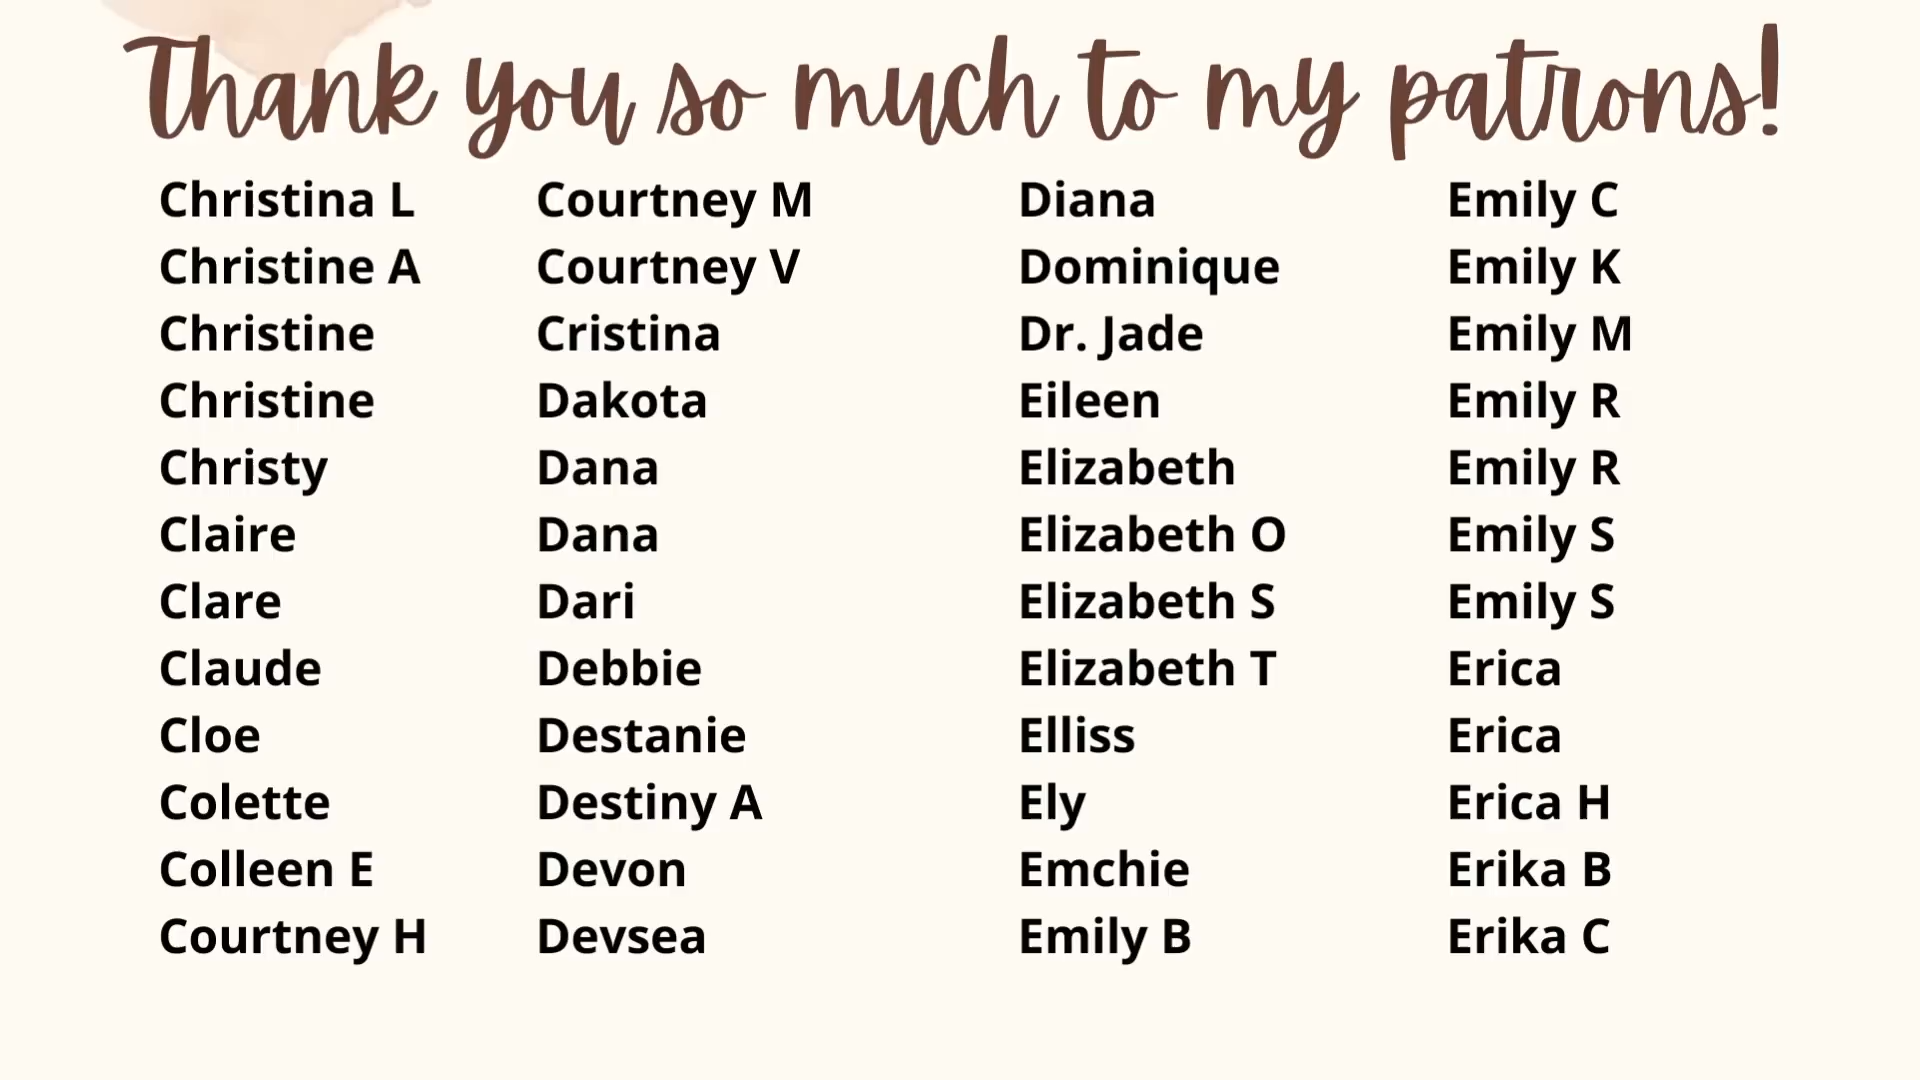 Thank you so much to my patrons!
Christina L
Christine A
Christine
Christine
Christy
Claire
Clare
Claude
Cloe
Colette
Colleen E
Courtney H
Courtney M
Courtney V
Cristina
Dakota
Dana
Dana
Dari
Debbie
Destanie
Destiny A
Devon
Devsea
Diana
Dominique
Dr. Jade
Eileen
Elizabeth
Elizabeth O
Elizabeth S
Elizabeth T
Elliss
Ely
Emchie
Emily B
Emily C
Emily K
Emily M
Emily R
Emily R
Emily S
Emily S
Erica
Erica
Erica H
Erika B
Erika C